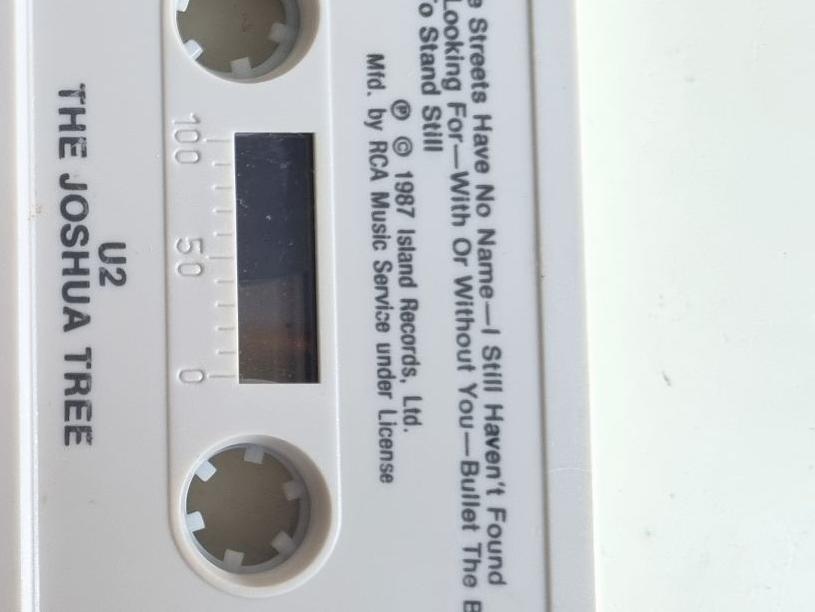 e Streets Have No Name—I Still Haven't Found
Looking For—With Or Without You—Bullet The B
To Stand Still
℗ © 1987 Island Records, Ltd.
Mfd. by RCA Music Service under License
100 50 0
U2
THE JOSHUA TREE